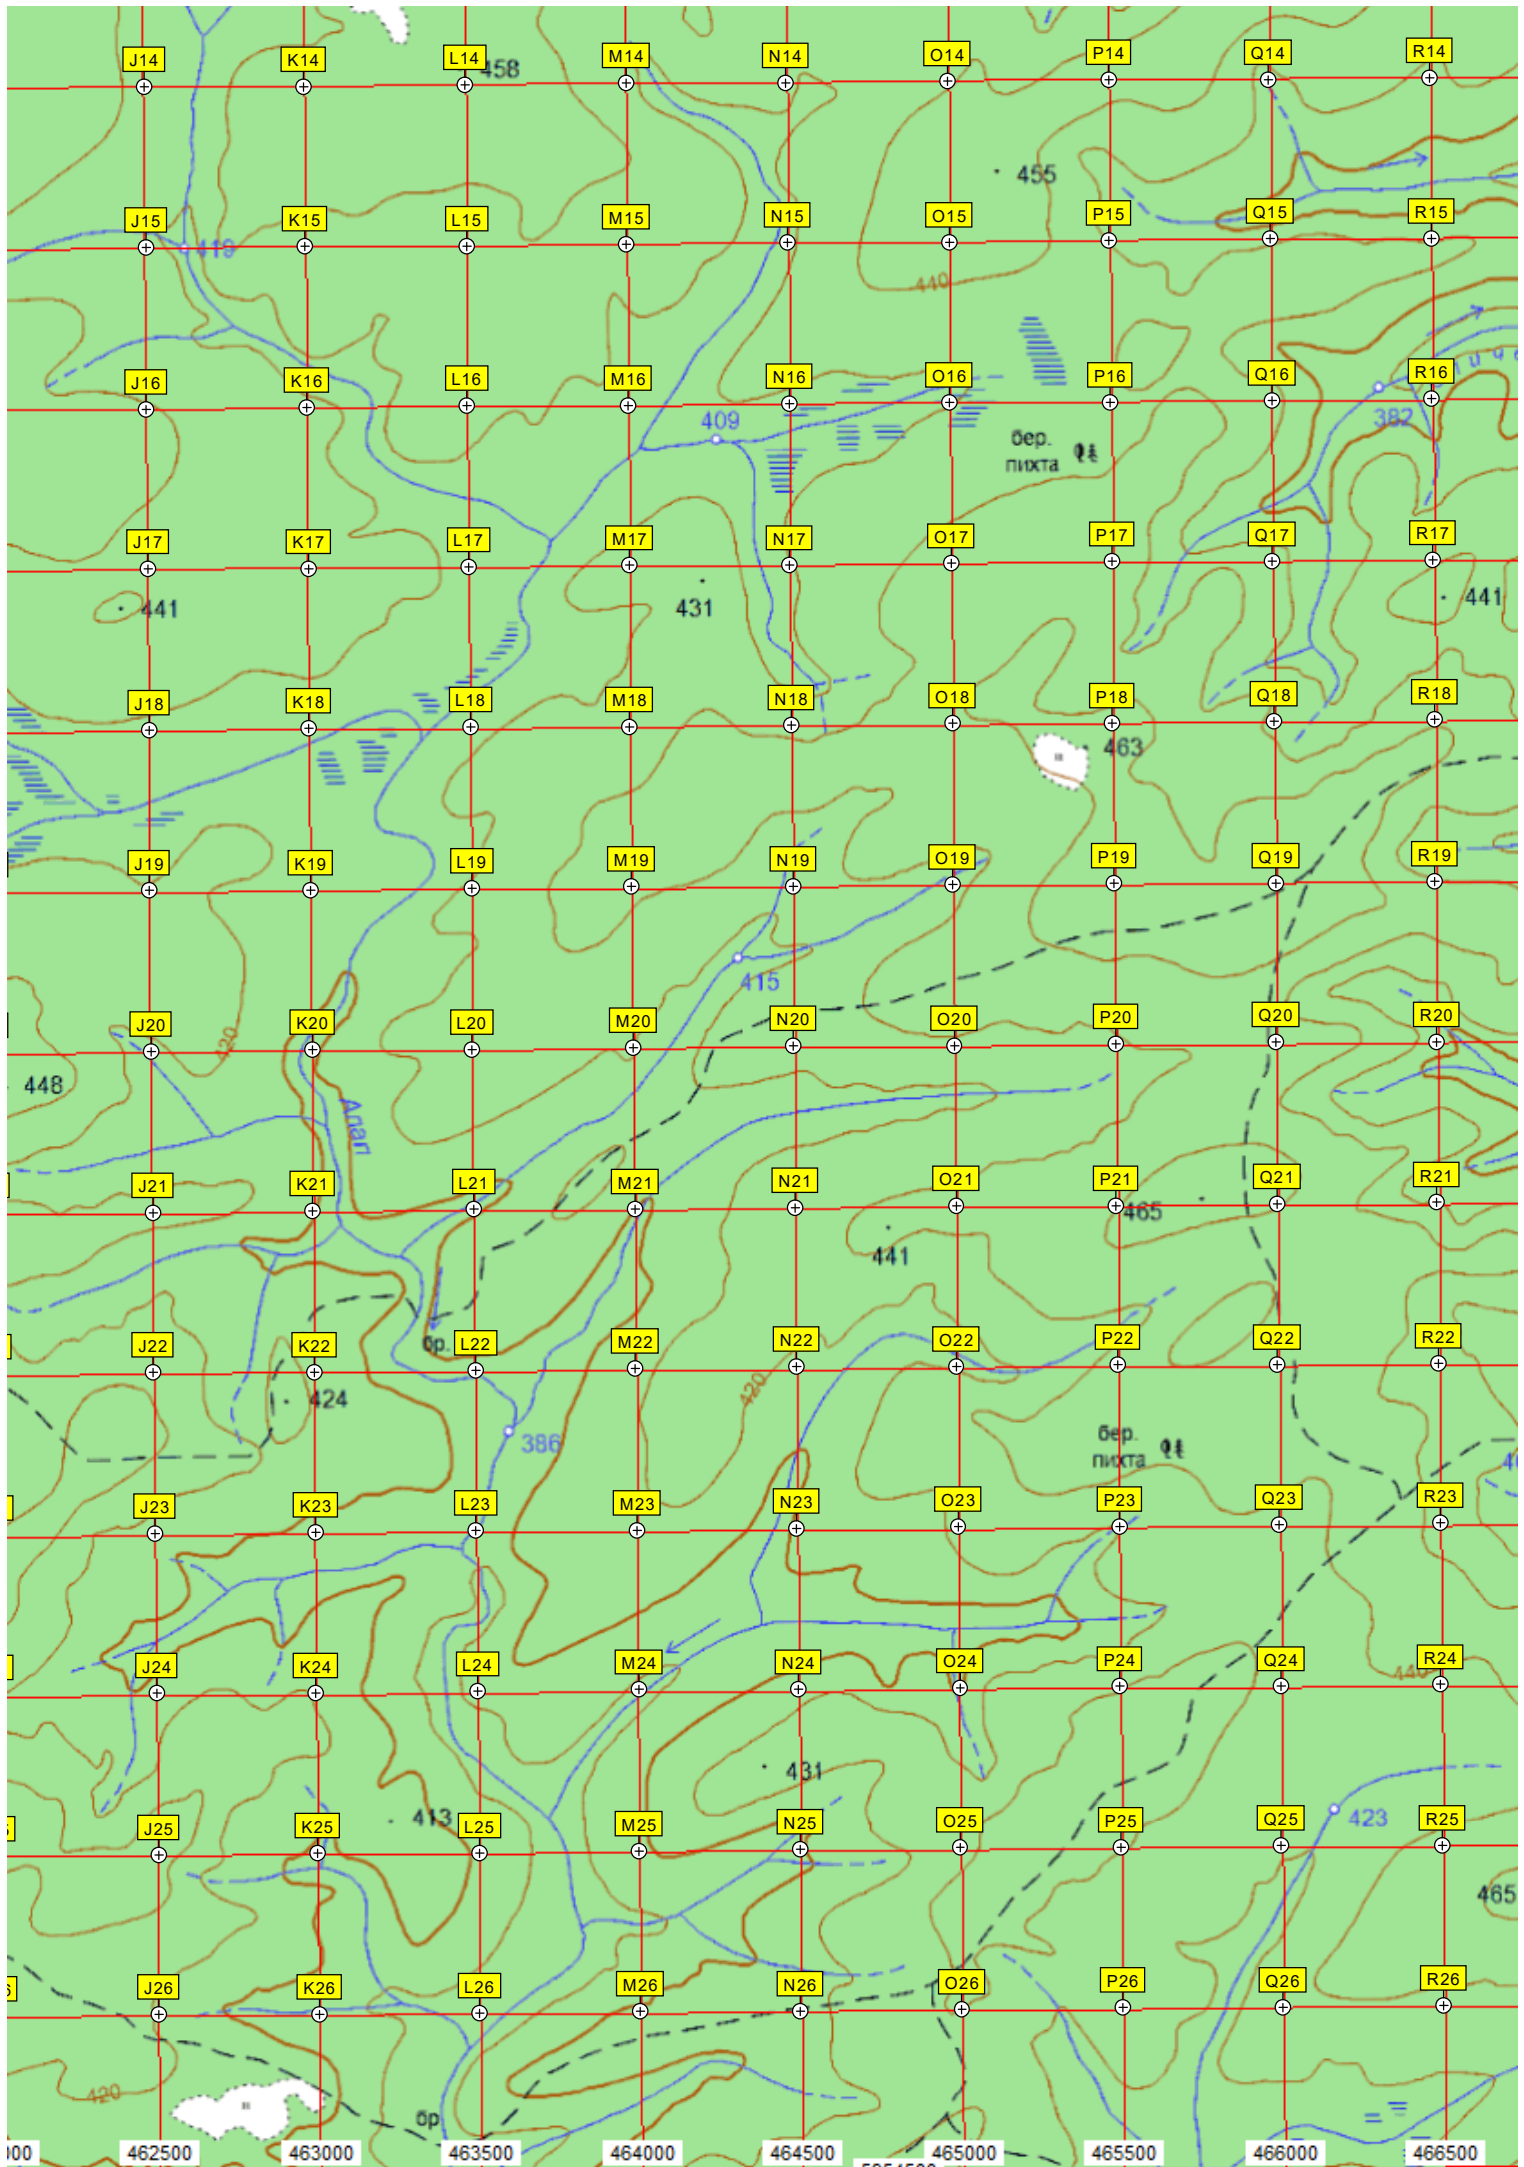 J14 K14 L14 M14 N14 O14 P14 Q14 R14
458
455
J15 K15 L15 M15 N15 O15 P15 Q15 R15
419
440
J16 K16 L16 M16 N16 O16 P16 Q16 R16
409
382
бер.
пихта
J17 K17 L17 M17 N17 O17 P17 Q17 R17
441
431
441
J18 K18 L18 M18 N18 O18 P18 Q18 R18
463
J19 K19 L19 M19 N19 O19 P19 Q19 R19
415
J20 K20 L20 M20 N20 O20 P20 Q20 R20
420
448
J21 K21 L21 M21 N21 O21 P21 Q21 R21
465
441
J22 K22 L22 M22 N22 O22 P22 Q22 R22
бр.
420
424
386
бер.
пихта
J23 K23 L23 M23 N23 O23 P23 Q23 R23
J24 K24 L24 M24 N24 O24 P24 Q24 R24
440
431
413
423
J25 K25 L25 M25 N25 O25 P25 Q25 R25
465
J26 K26 L26 M26 N26 O26 P26 Q26 R26
420
бр
462500 463000 463500 464000 464500 465000 465500 466000 466500